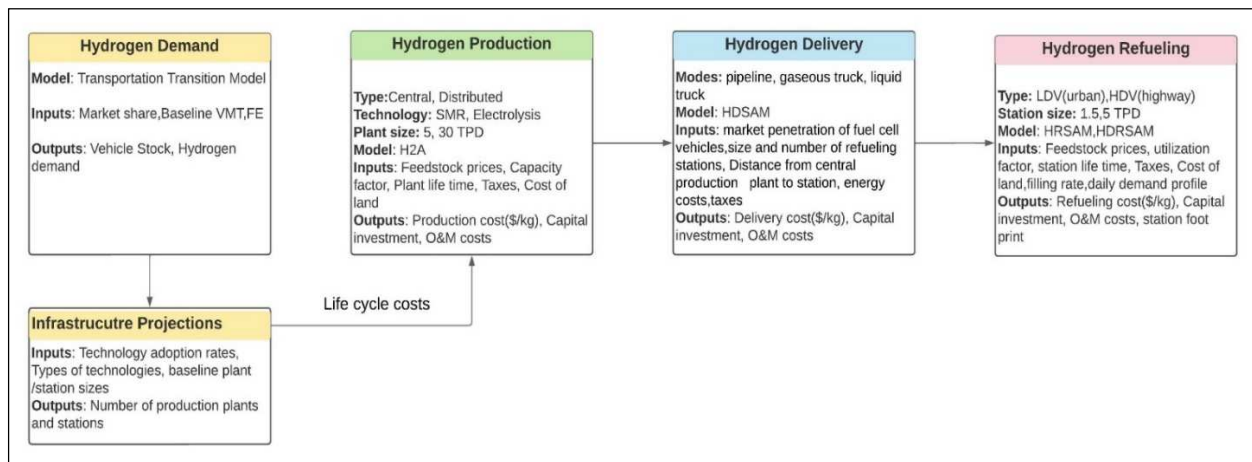 Hydrogen Demand
Model: Transportation Transition Model
Inputs: Market share,Baseline VMT,FE
Outputs: Vehicle Stock, Hydrogen
demand
Infrastrucutre Projections
Inputs: Technology adoption rates,
Types of technologies, baseline plant
/station sizes
Outputs: Number of production plants
and stations
Life cycle costs
Hydrogen Production
Type:Central, Distributed
Technology: SMR, Electrolysis
Plant size: 5, 30 TPD
Model: H2A
Inputs: Feedstock prices, Capacity
factor, Plant life time, Taxes, Cost of
land
Outputs: Production cost($/kg), Capital
investment, O&M costs
Hydrogen Delivery
Modes: pipeline, gaseous truck, liquid
truck
Model: HDSAM
Inputs: market penetration of fuel cell
vehicles,size and number of refueling
stations, Distance from central
production plant to station, energy
costs,taxes
Outputs: Delivery cost($/kg), Capital
investment, O&M costs
Hydrogen Refueling
Type: LDV(urban),HDV(highway)
Station size: 1.5,5 TPD
Model: HRSAM,HDRSAM
Inputs: Feedstock prices, utilization
factor, station life time, Taxes, Cost of
land,filling rate,daily demand profile
Outputs: Refueling cost($/kg), Capital
investment, O&M costs, station foot
print